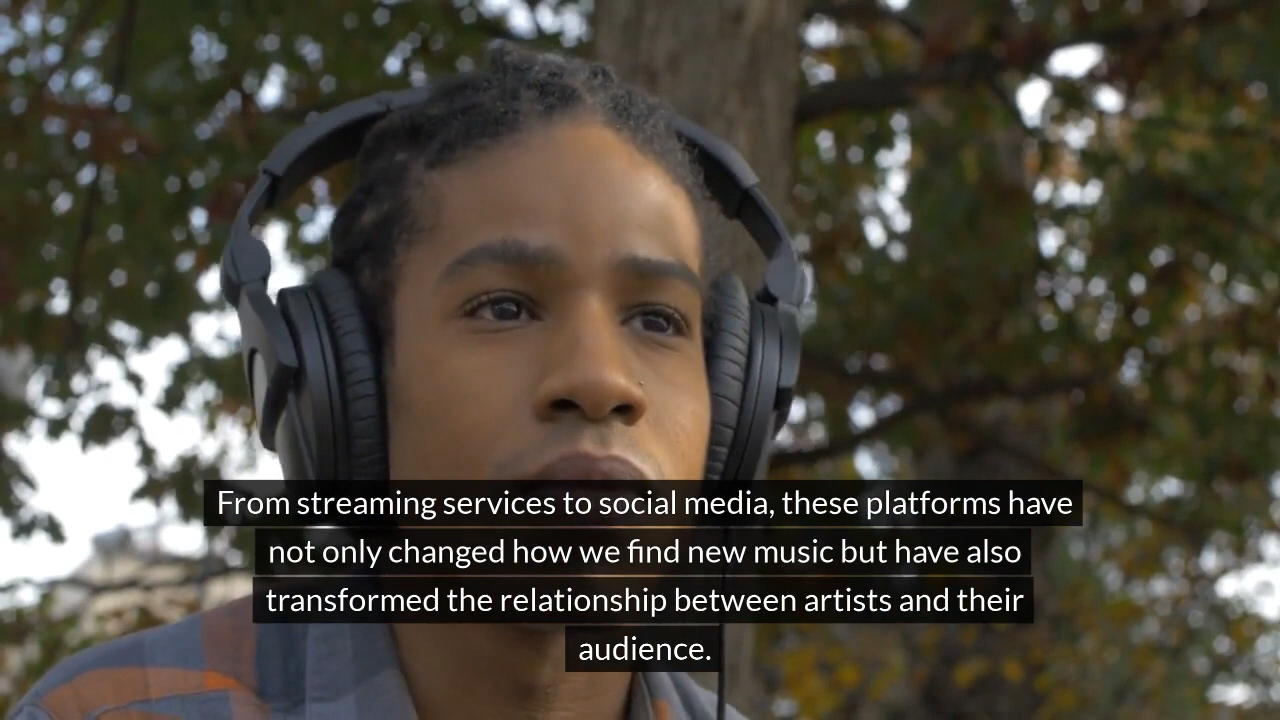 From streaming services to social media, these platforms have
not only changed how we find new music but have also
transformed the relationship between artists and their
audience.